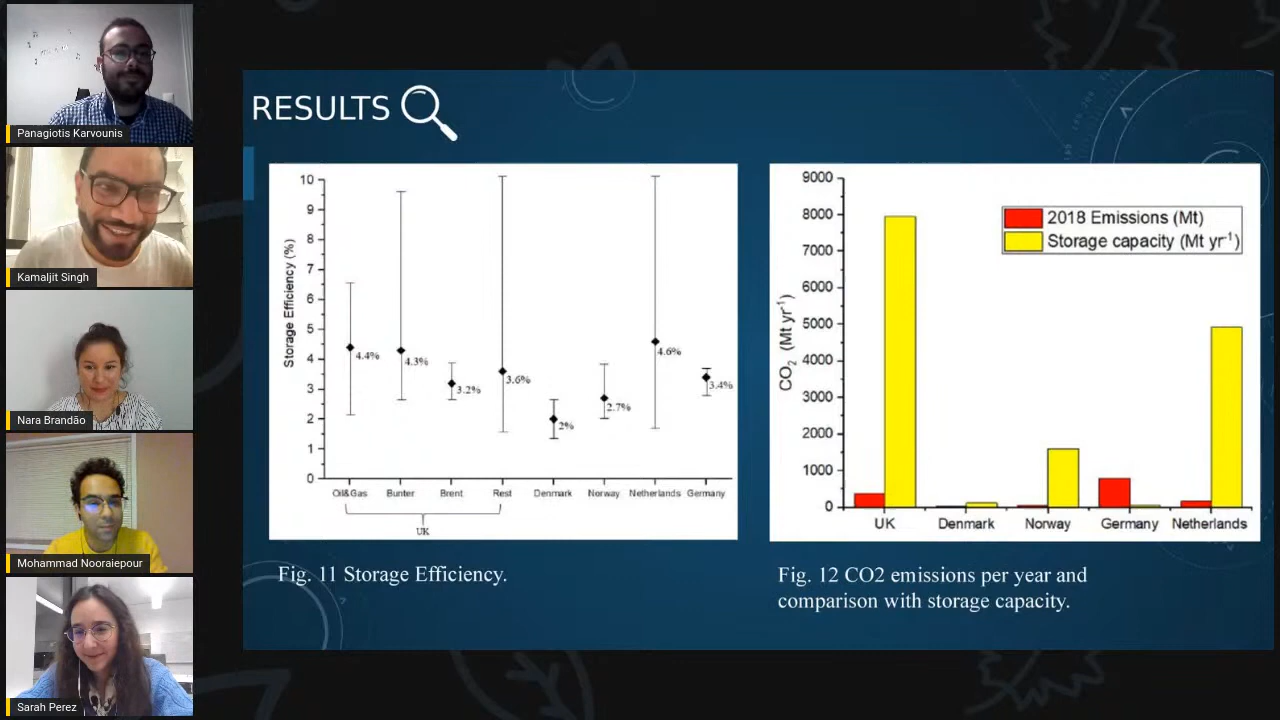 Panagiotis Karvounis
Kamaljit Singh
Nara Brandão
Mohammad Nooraiepour
Sarah Perez
RESULTS
10
9
8
7
6
5
4
3
2
1
0
Storage Efficiency (%)
4.4%
4.3%
3.2%
3.6%
2%
2.7%
4.6%
3.4%
Oil&Gas Bunter Brent Rest Denmark Norway Netherlands Germany
UK
Fig. 11 Storage Efficiency.
9000
8000
7000
6000
5000
4000
3000
2000
1000
0
CO2 (Mt yr-1)
2018 Emissions (Mt)
Storage capacity (Mt yr-1)
UK Denmark Norway Germany Netherlands
Fig. 12 CO2 emissions per year and
comparison with storage capacity.